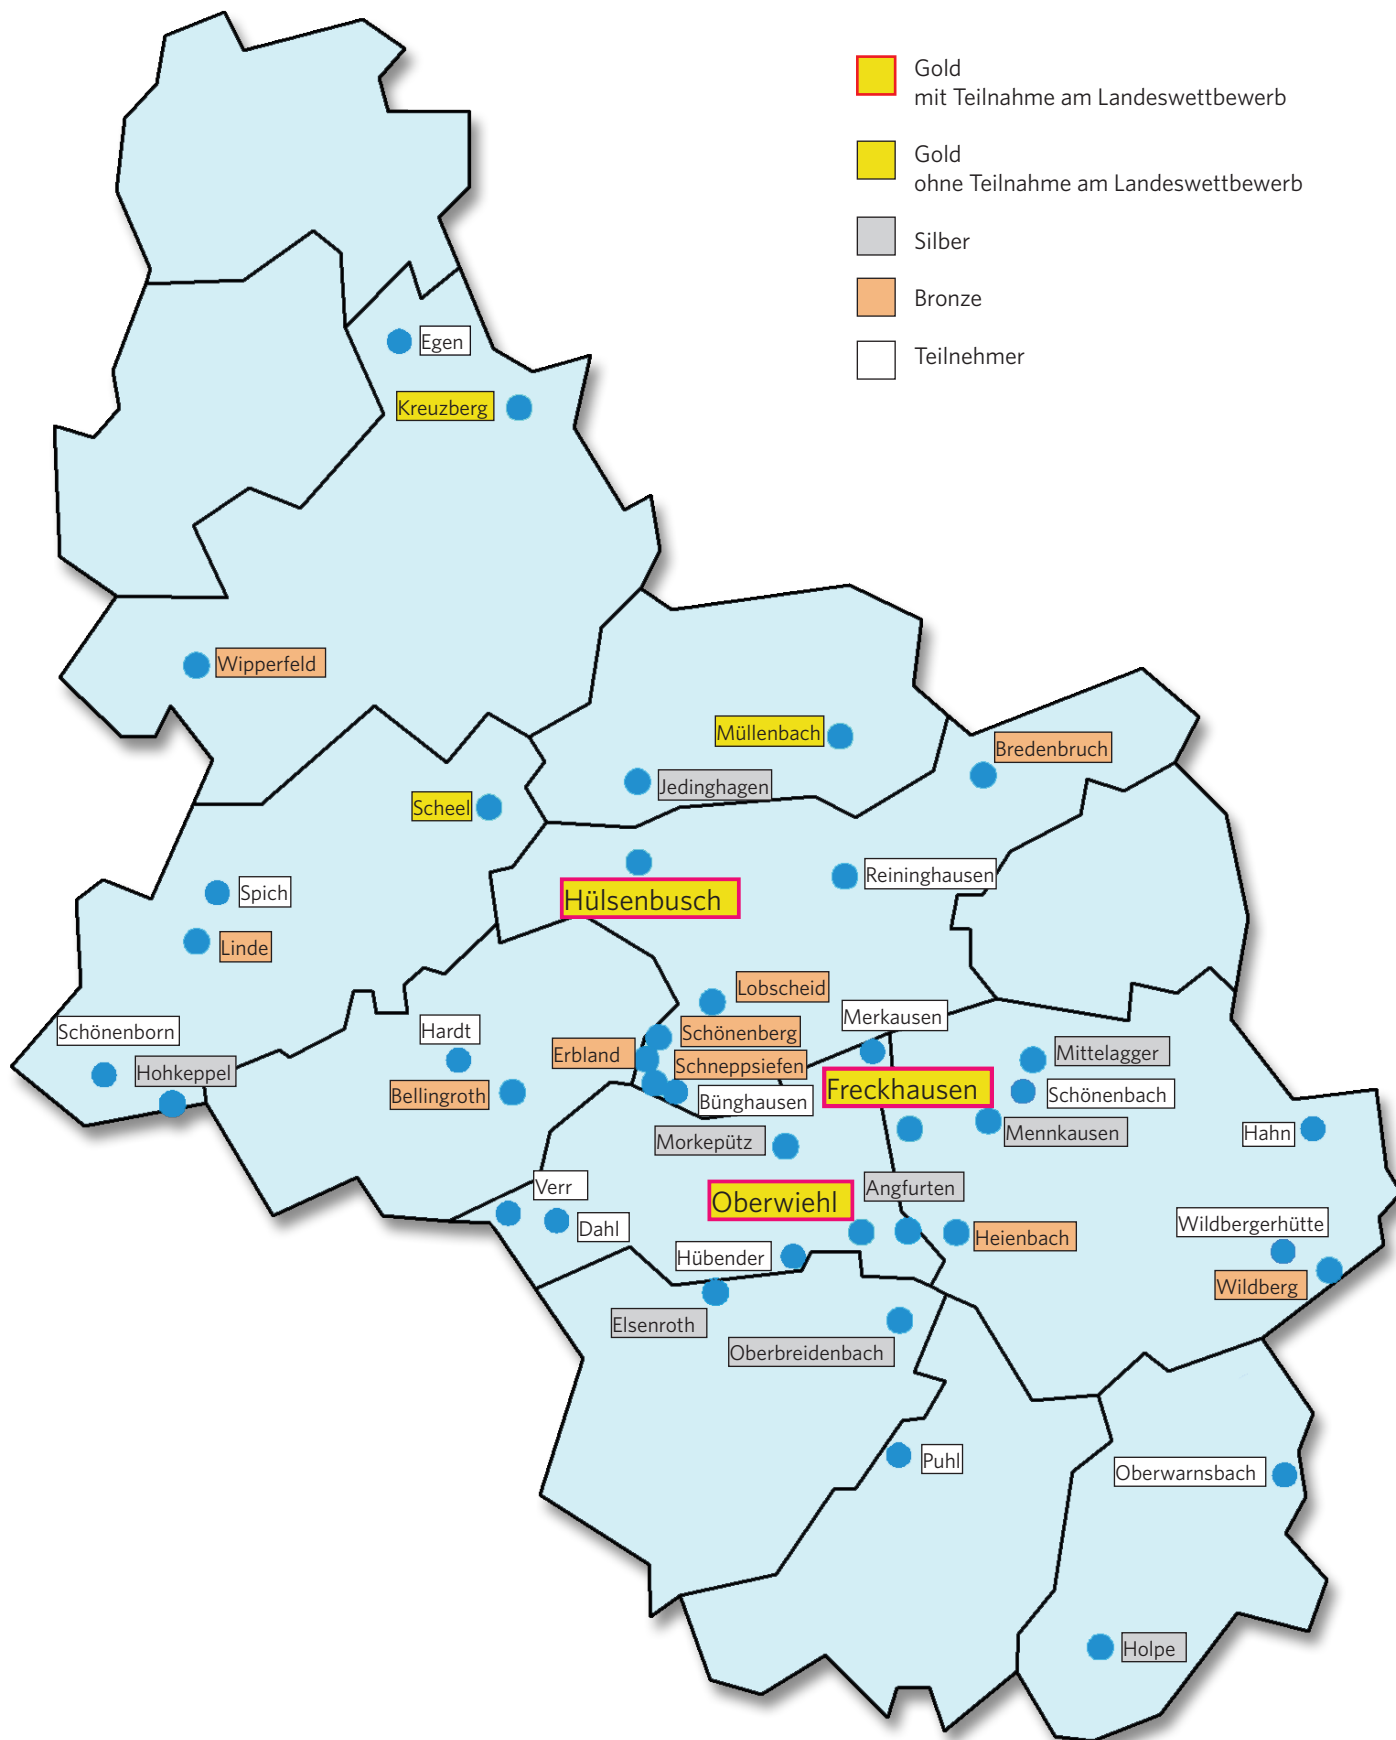 Gold
mit Teilnahme am Landeswettbewerb
Gold
ohne Teilnahme am Landeswettbewerb
Silber
Bronze
Teilnehmer
Egen
Kreuzberg
Wipperfeld
Müllenbach
Bredenbruch
Jedinghagen
Scheel
Reininghausen
Spich
Hülsenbusch
Linde
Lobscheid
Merkausen
Schönenborn
Hardt
Schönenberg
Erbland
Mittelagger
Hohkeppel
Schneppsiefen
Freckhausen
Bellingroth
Bünghausen
Schönenbach
Morkepütz
Mennkausen
Hahn
Verr
Angfurten
Oberwiehl
Dahl
Wildbergerhütte
Heienbach
Hübender
Wildberg
Elsenroth
Oberbreidenbach
Puhl
Oberwarnsbach
Holpe